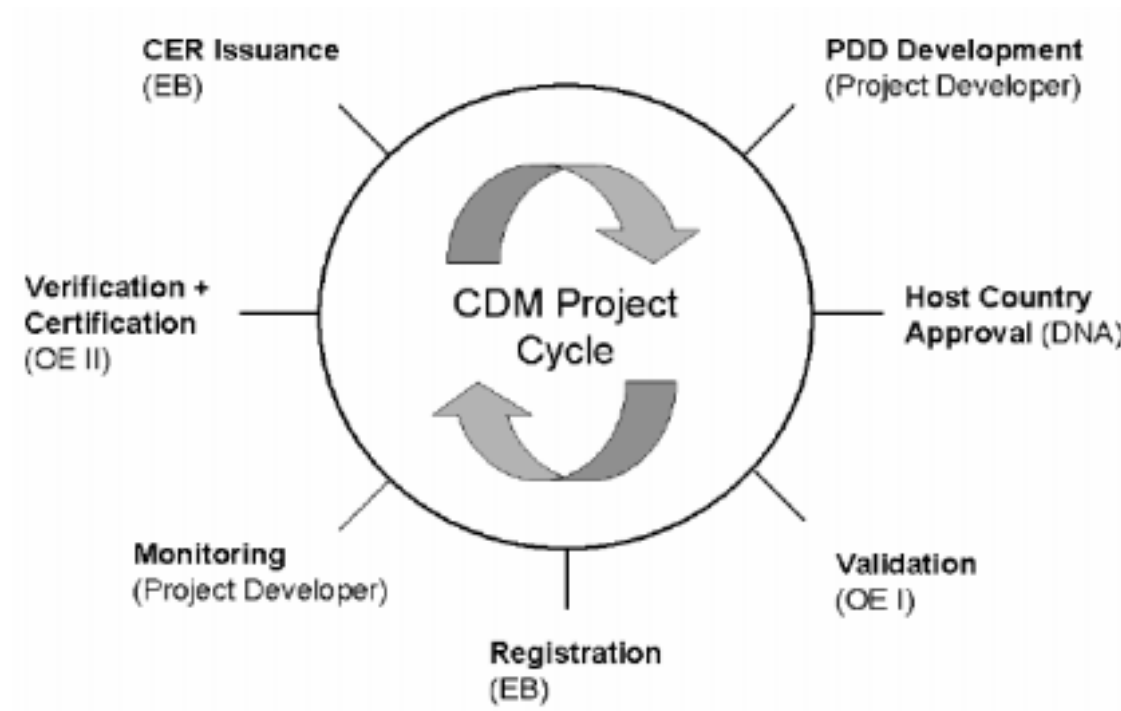 CER Issuance
(EB)
PDD Development
(Project Developer)
Verification +
Certification
(OE II)
CDM Project
Cycle
Host Country
Approval (DNA)
Monitoring
(Project Developer)
Validation
(OE I)
Registration
(EB)